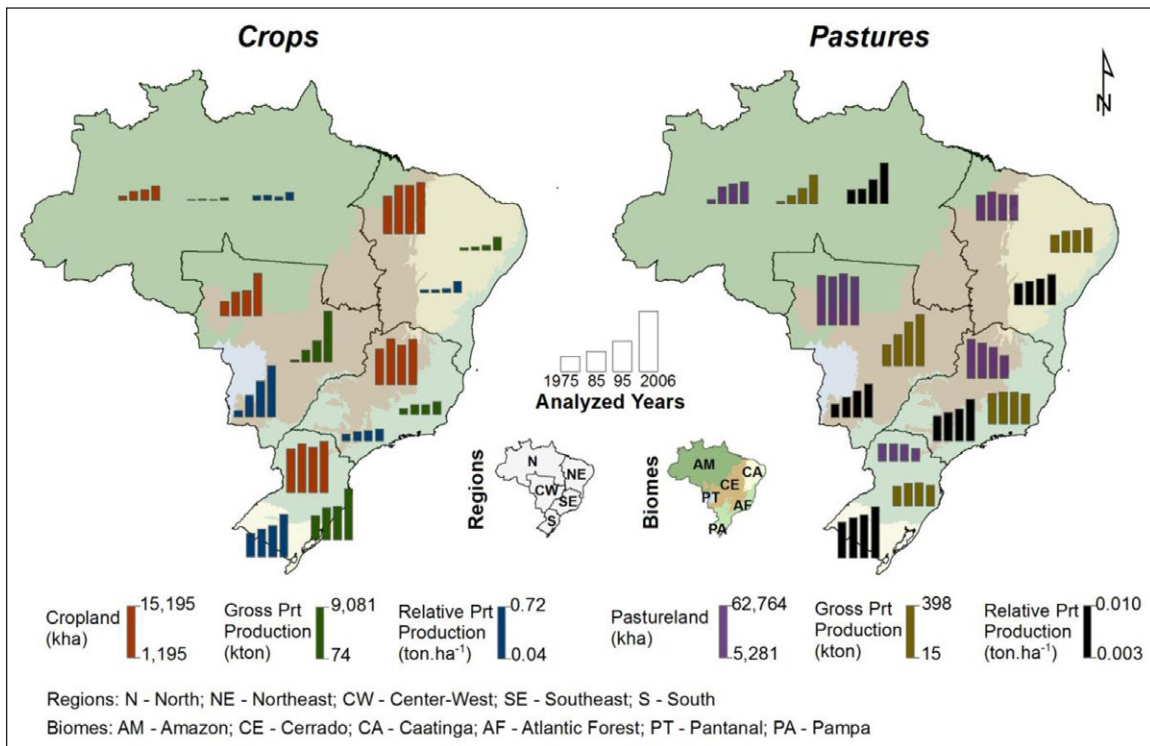 Crops
Pastures
N
1975 85 95 2006
Analyzed Years
Regions
N
NE
CW
SE
S
Biomes
AM
CA
CE
PT
AF
PA
Cropland
(kha)
15,195
1,195
Gross Prt
Production
(kton)
9,081
74
Relative Prt
Production
(ton.ha⁻¹)
0.72
0.04
Pastureland
(kha)
62,764
5,281
Gross Prt
Production
(kton)
398
15
Relative Prt
Production
(ton.ha⁻¹)
0.010
0.003
Regions: N - North; NE - Northeast; CW - Center-West; SE - Southeast; S - South
Biomes: AM - Amazon; CE - Cerrado; CA - Caatinga; AF - Atlantic Forest; PT - Pantanal; PA - Pampa